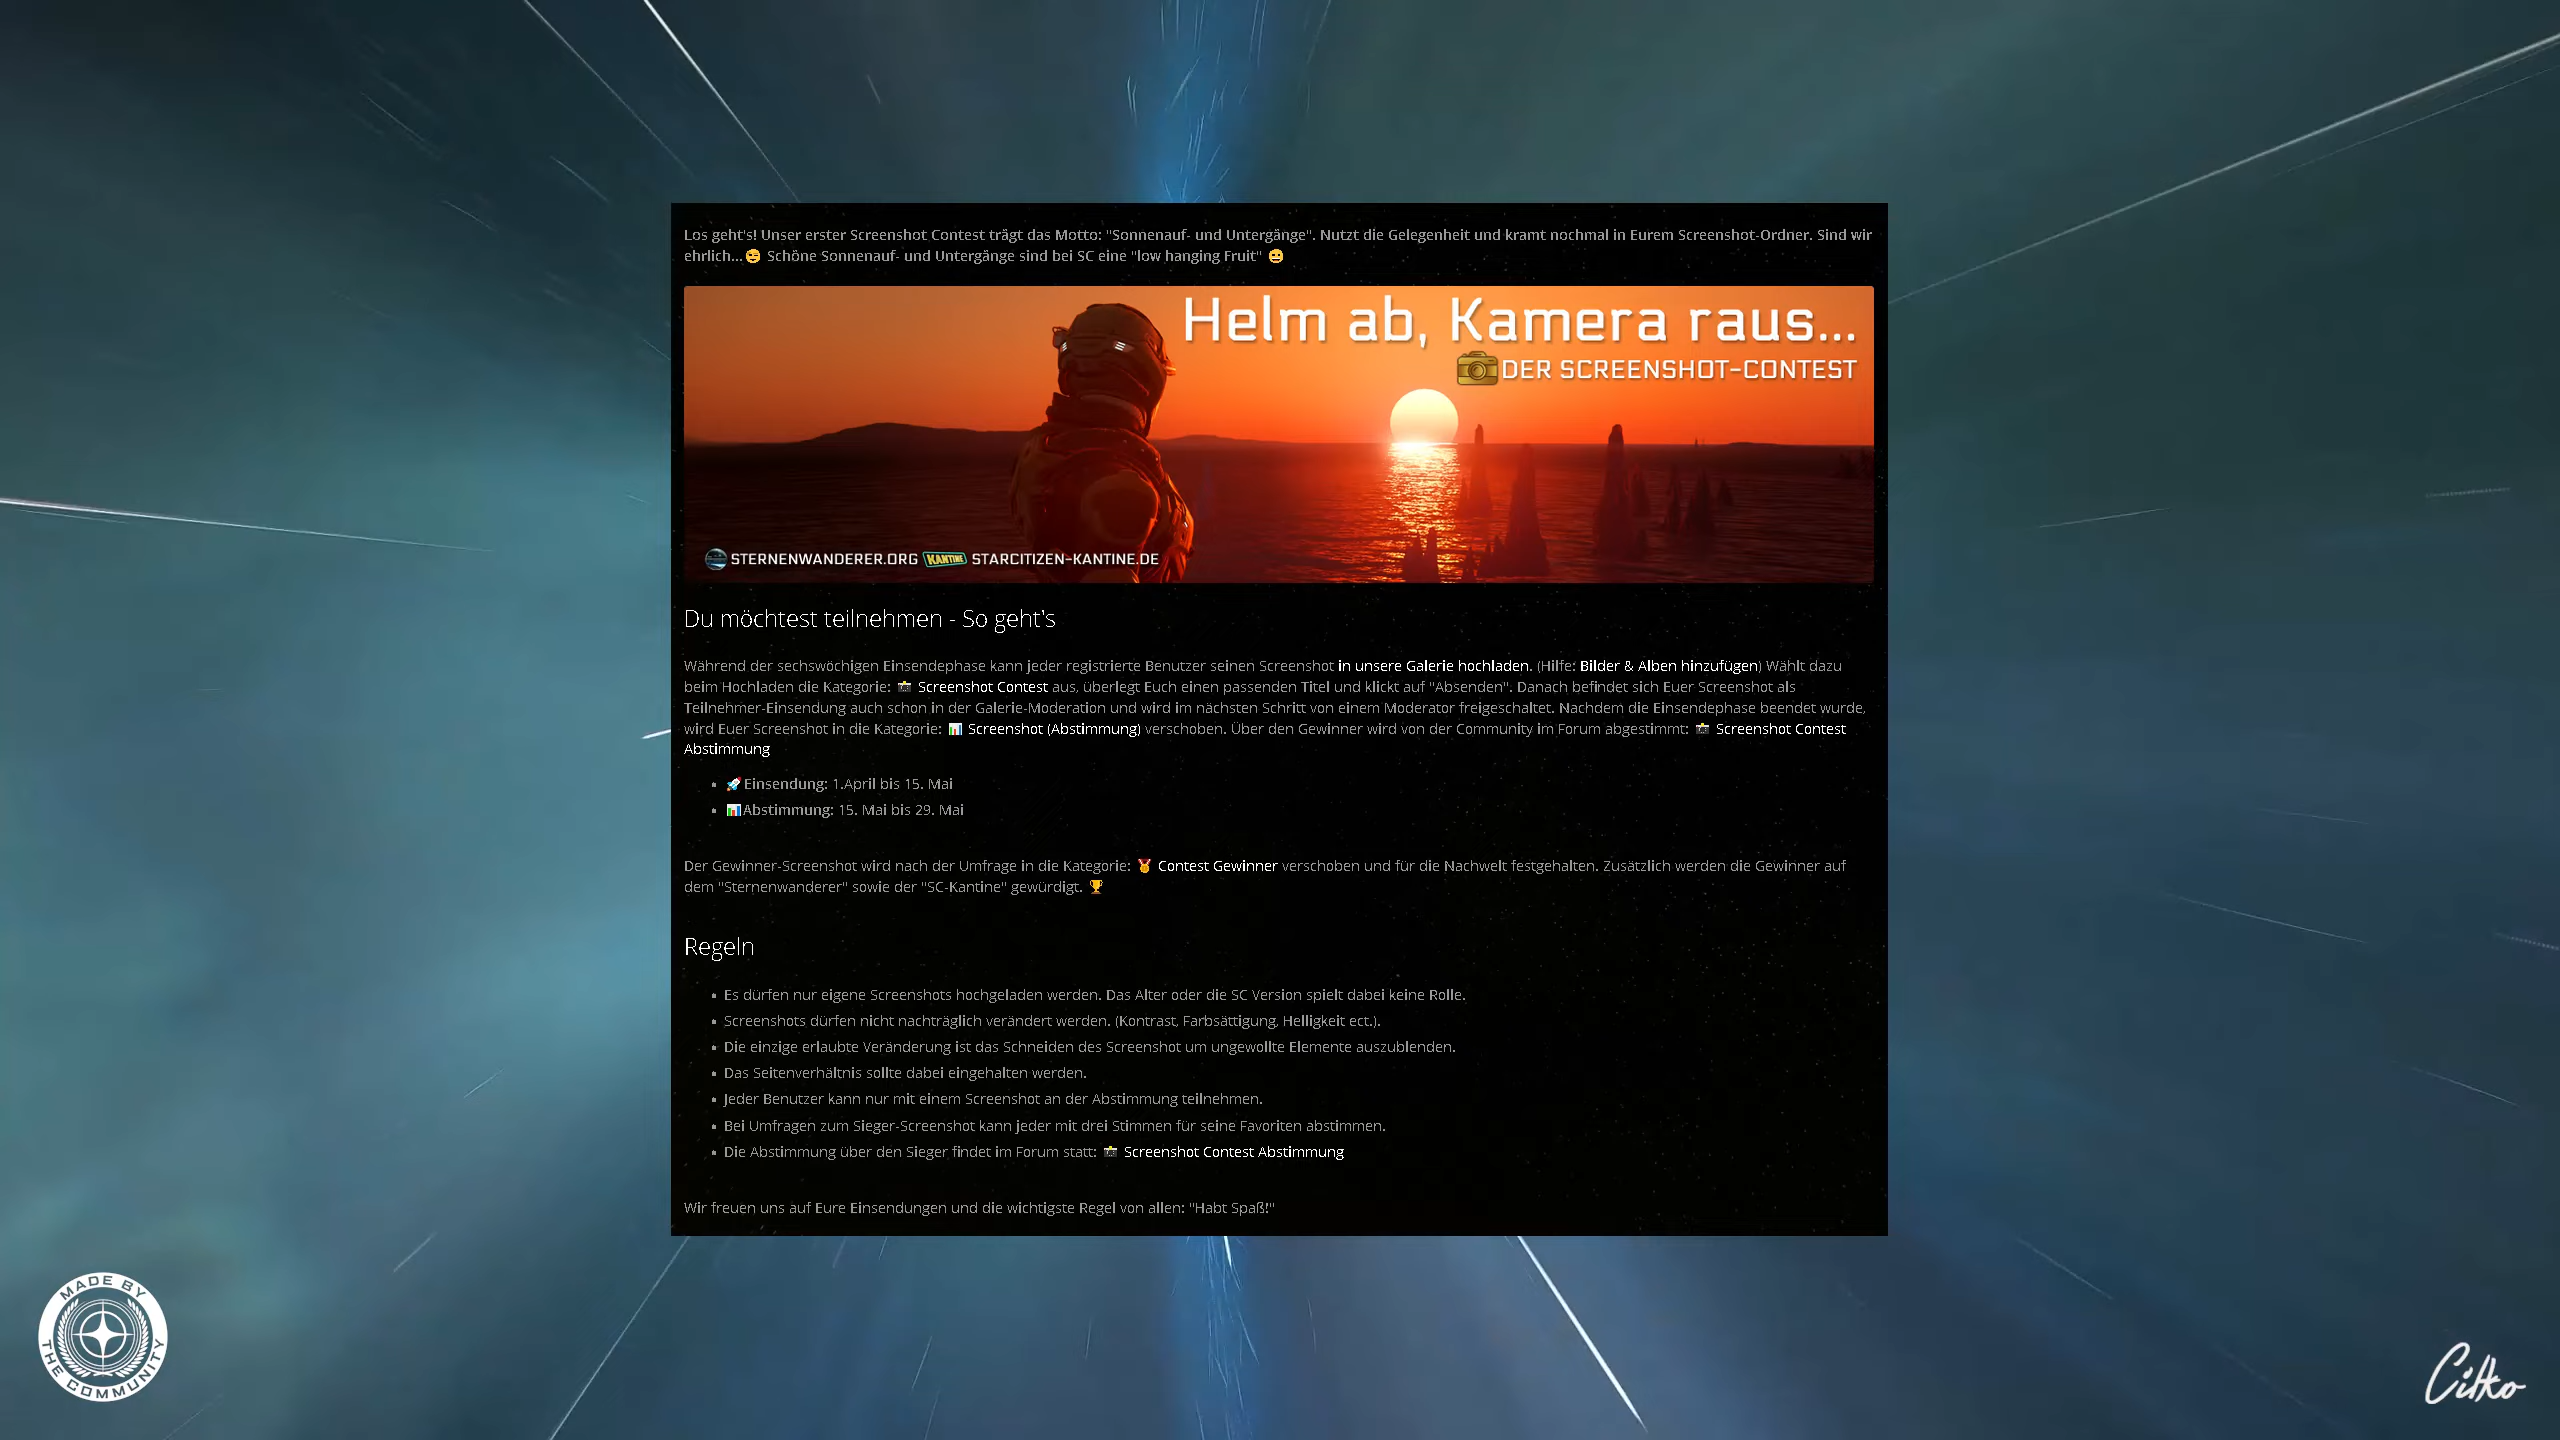 Los geht's! Unser erster Screenshot Contest trägt das Motto: "Sonnenauf- und Untergänge". Nutzt die Gelegenheit und kramt nochmal in Eurem Screenshot-Ordner. Sind wir
ehrlich...😉 Schöne Sonnenauf- und Untergänge sind bei SC eine "low hanging Fruit" 😀
Helm ab, Kamera raus...
DER SCREENSHOT-CONTEST
STERNENWANDERER.ORG KANTINE STARCITIZEN-KANTINE.DE
Du möchtest teilnehmen - So geht's
Während der sechswöchigen Einsendephase kann jeder registrierte Benutzer seinen Screenshot in unsere Galerie hochladen. (Hilfe: Bilder & Alben hinzufügen) Wählt dazu
beim Hochladen die Kategorie: 📸 Screenshot Contest aus, überlegt Euch einen passenden Titel und klickt auf "Absenden". Danach befindet sich Euer Screenshot als
Teilnehmer-Einsendung auch schon in der Galerie-Moderation und wird im nächsten Schritt von einem Moderator freigeschaltet. Nachdem die Einsendephase beendet wurde,
wird Euer Screenshot in die Kategorie: 📊 Screenshot (Abstimmung) verschoben. Über den Gewinner wird von der Community im Forum abgestimmt: 📸 Screenshot Contest
Abstimmung
• 🚀Einsendung: 1.April bis 15. Mai
• 📊Abstimmung: 15. Mai bis 29. Mai
Der Gewinner-Screenshot wird nach der Umfrage in die Kategorie: 🏅 Contest Gewinner verschoben und für die Nachwelt festgehalten. Zusätzlich werden die Gewinner auf
dem "Sternenwanderer" sowie der "SC-Kantine" gewürdigt. 🏆
Regeln
• Es dürfen nur eigene Screenshots hochgeladen werden. Das Alter oder die SC Version spielt dabei keine Rolle.
• Screenshots dürfen nicht nachträglich verändert werden. (Kontrast, Farbsättigung, Helligkeit ect.).
• Die einzige erlaubte Veränderung ist das Schneiden des Screenshot um ungewollte Elemente auszublenden.
• Das Seitenverhältnis sollte dabei eingehalten werden.
• Jeder Benutzer kann nur mit einem Screenshot an der Abstimmung teilnehmen.
• Bei Umfragen zum Sieger-Screenshot kann jeder mit drei Stimmen für seine Favoriten abstimmen.
• Die Abstimmung über den Sieger findet im Forum statt: 📸 Screenshot Contest Abstimmung
Wir freuen uns auf Eure Einsendungen und die wichtigste Regel von allen: "Habt Spaß!"
MADE BY
THE COMMUNITY